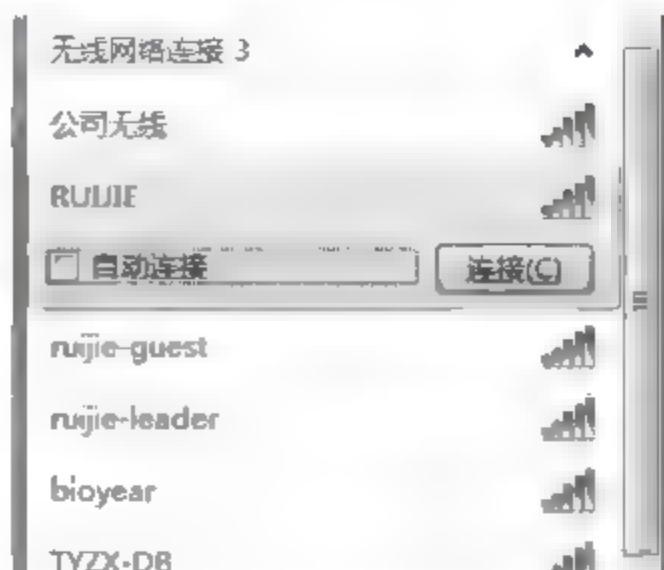 无线网络连接 3
公司无线
RUIJIE
自动连接 连接(C)
ruijie-guest
ruijie-leader
bioyear
TYZX-DB